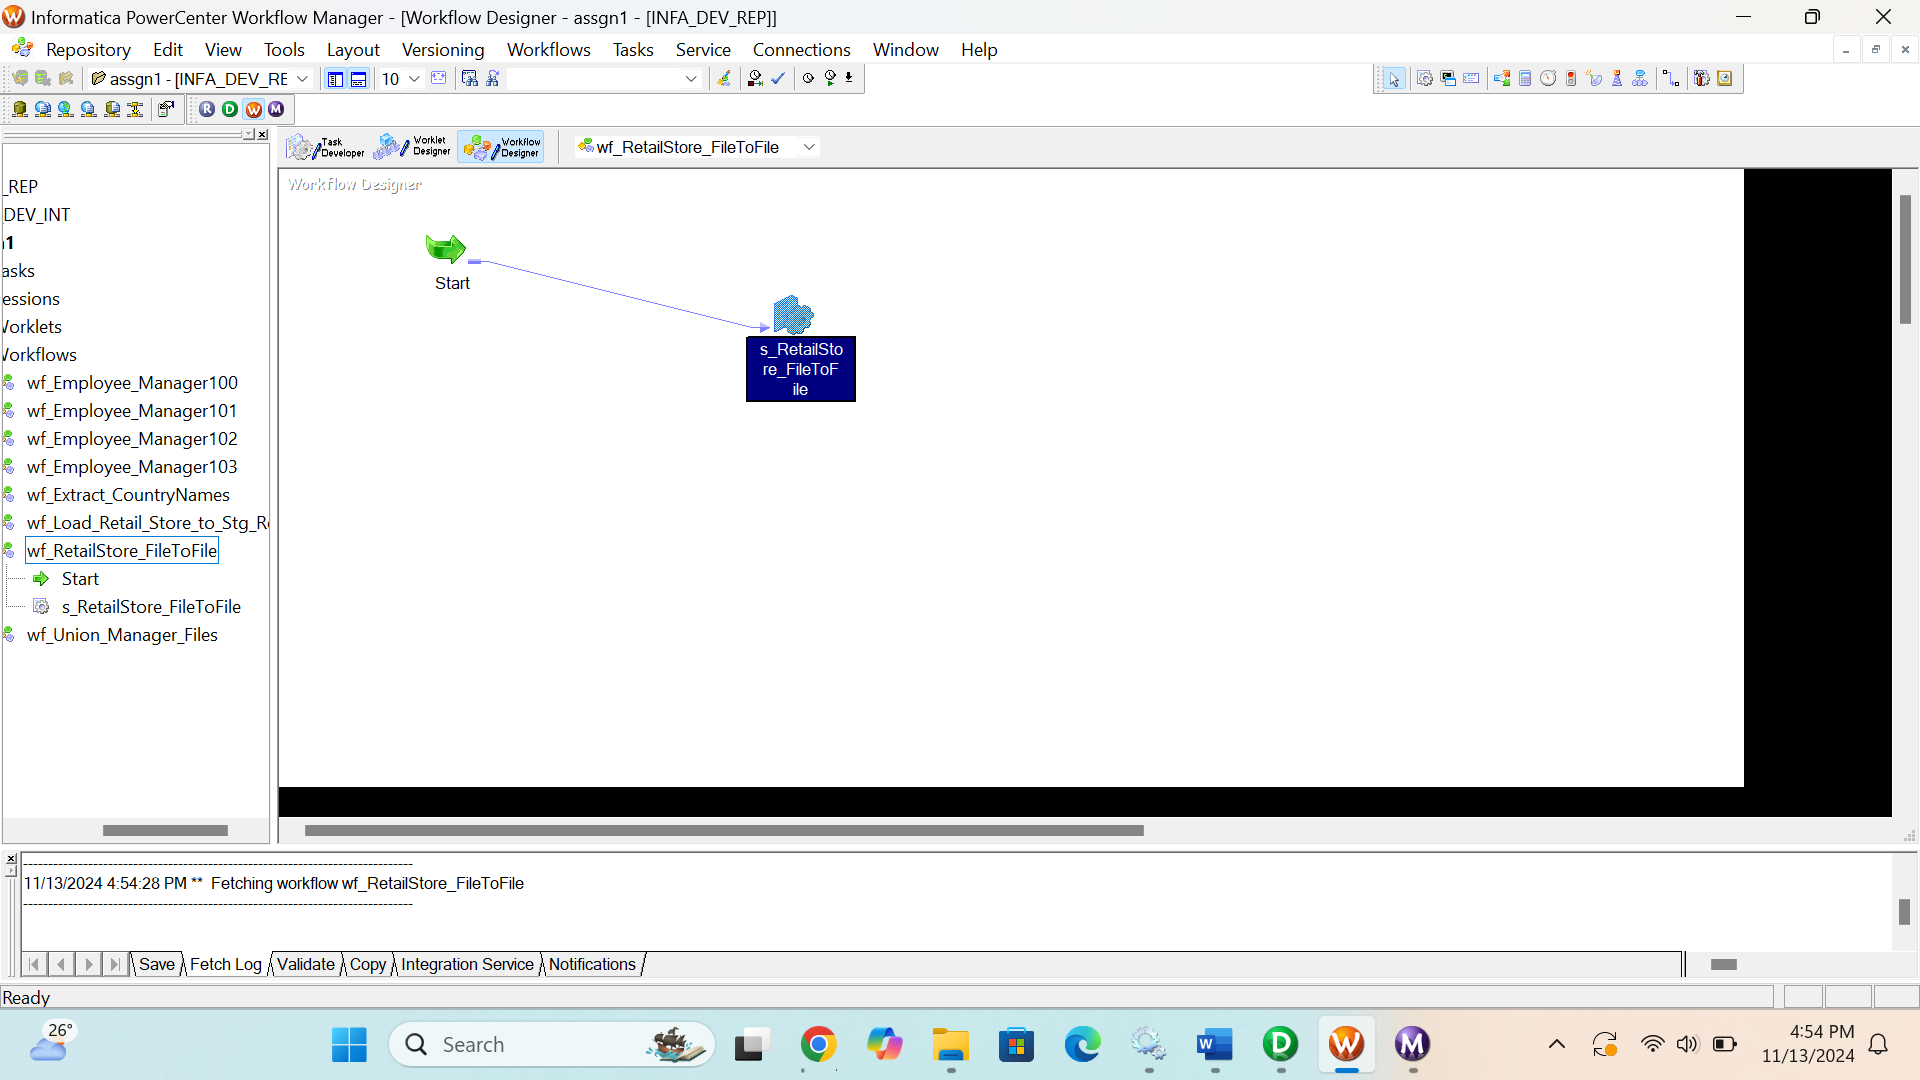 Informatica PowerCenter Workflow Manager - [Workflow Designer - assgn1 - [INFA_DEV_REP]]
Repository Edit View Tools Layout Versioning Workflows Tasks Service Connections Window Help
assgn1 - [INFA_DEV_RE 10
R D W M
Task Developer
Worklet Designer
Workflow Designer
wf_RetailStore_FileToFile
_REP
DEV_INT
1
asks
essions
Vorklets
Vorkflows
wf_Employee_Manager100
wf_Employee_Manager101
wf_Employee_Manager102
wf_Employee_Manager103
wf_Extract_CountryNames
wf_Load_Retail_Store_to_Stg_R
wf_RetailStore_FileToFile
Start
s_RetailStore_FileToFile
wf_Union_Manager_Files
Workflow Designer
Start
s_RetailSto
re_FileToF
ile
11/13/2024 4:54:28 PM ** Fetching workflow wf_RetailStore_FileToFile
Save Fetch Log Validate Copy Integration Service Notifications
Ready
26°
Search
4:54 PM
11/13/2024